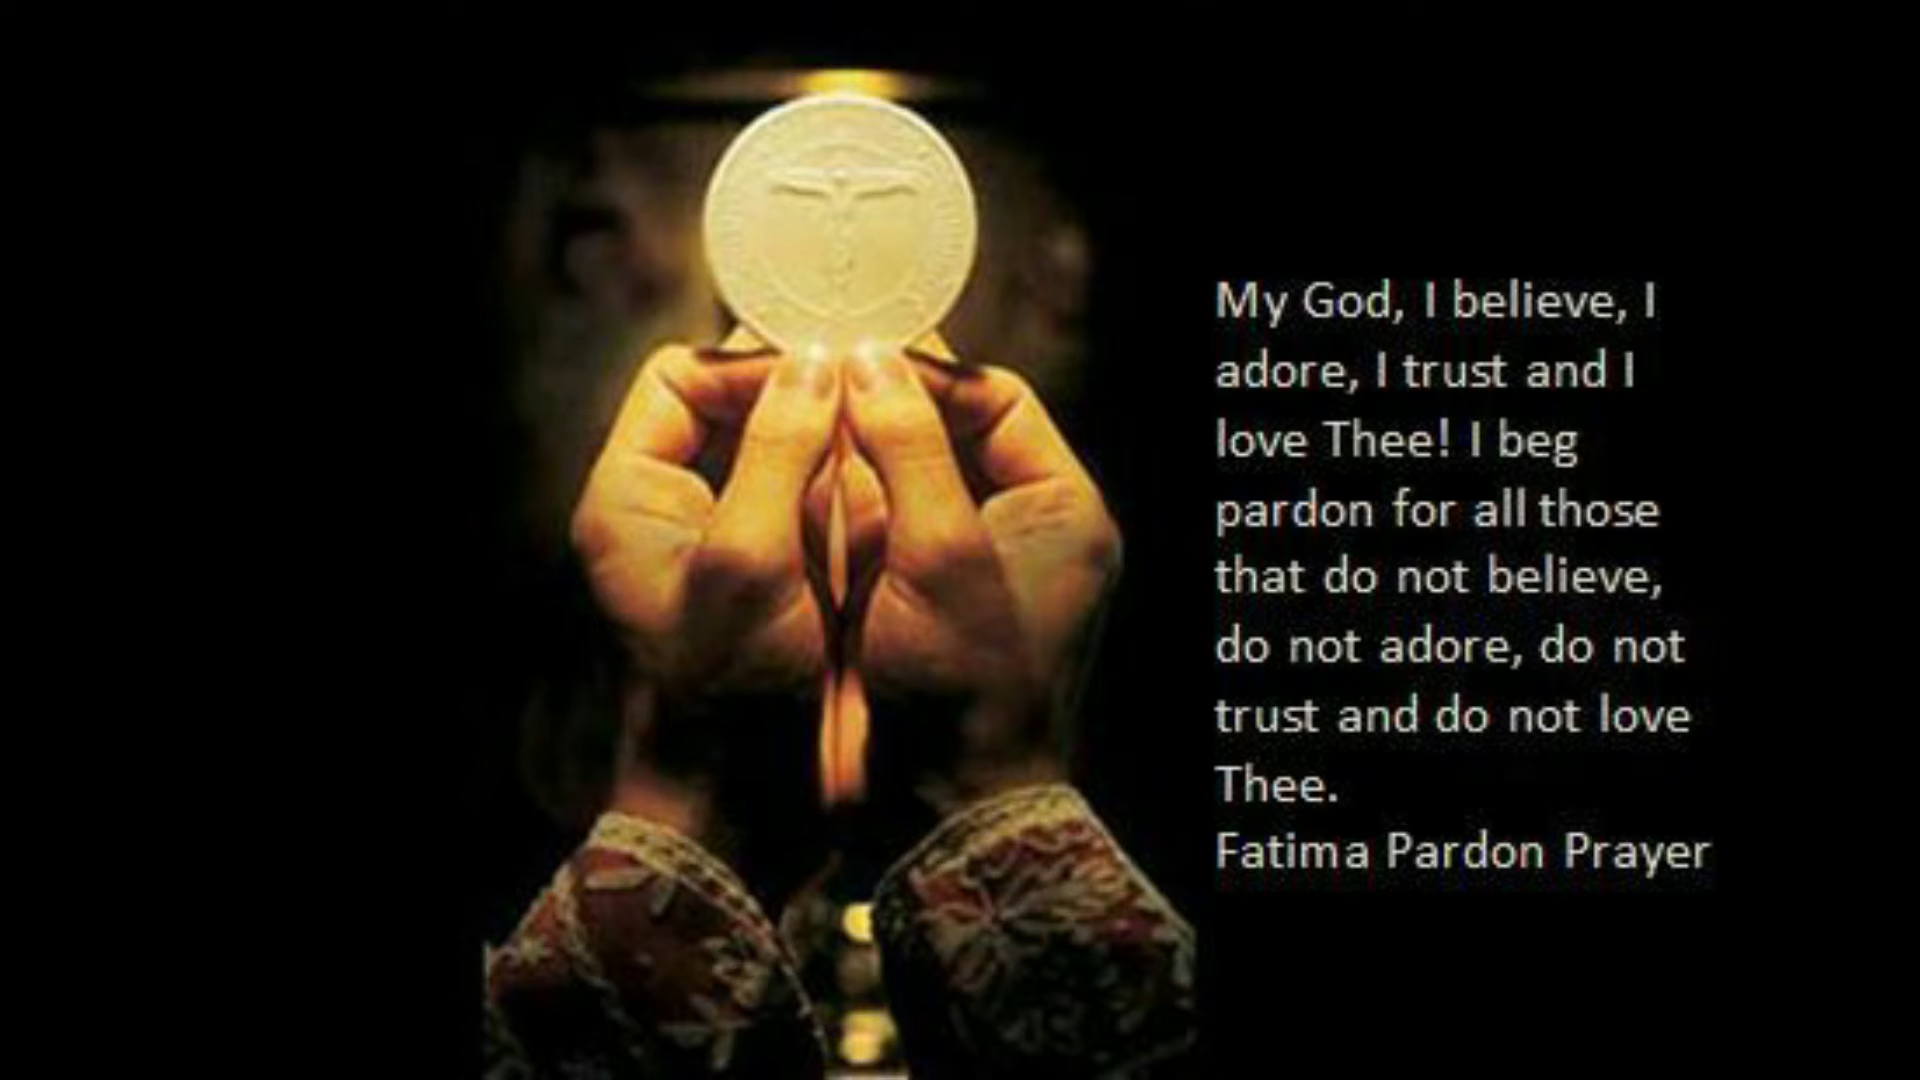 My God, I believe, I
adore, I trust and I
love Thee! I beg
pardon for all those
that do not believe,
do not adore, do not
trust and do not love
Thee.
Fatima Pardon Prayer